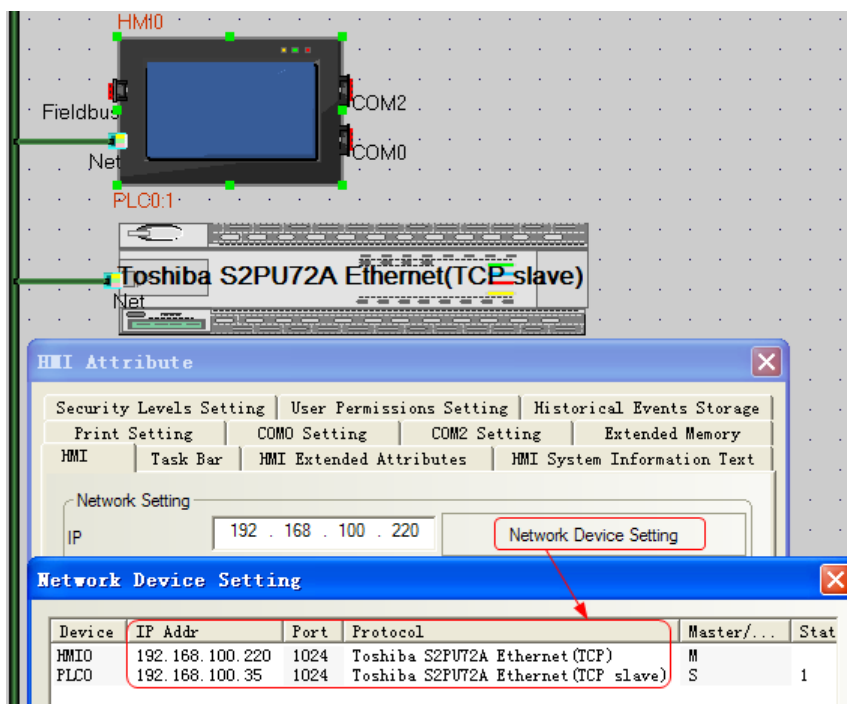 HMI0
Fieldbus
COM2
Net
COM0
PLC0:1
Toshiba S2PU72A Ethernet(TCP slave)
Net
HMI Attribute
Security Levels Setting User Permissions Setting Historical Events Storage
Print Setting COM0 Setting COM2 Setting Extended Memory
HMI Task Bar HMI Extended Attributes HMI System Information Text
Network Setting
IP 192 . 168 . 100 . 220 Network Device Setting
Network Device Setting
Device IP Addr Port Protocol Master/... Stat
HMI0 192.168.100.220 1024 Toshiba S2PU72A Ethernet(TCP) M
PLC0 192.168.100.35 1024 Toshiba S2PU72A Ethernet(TCP slave) S 1